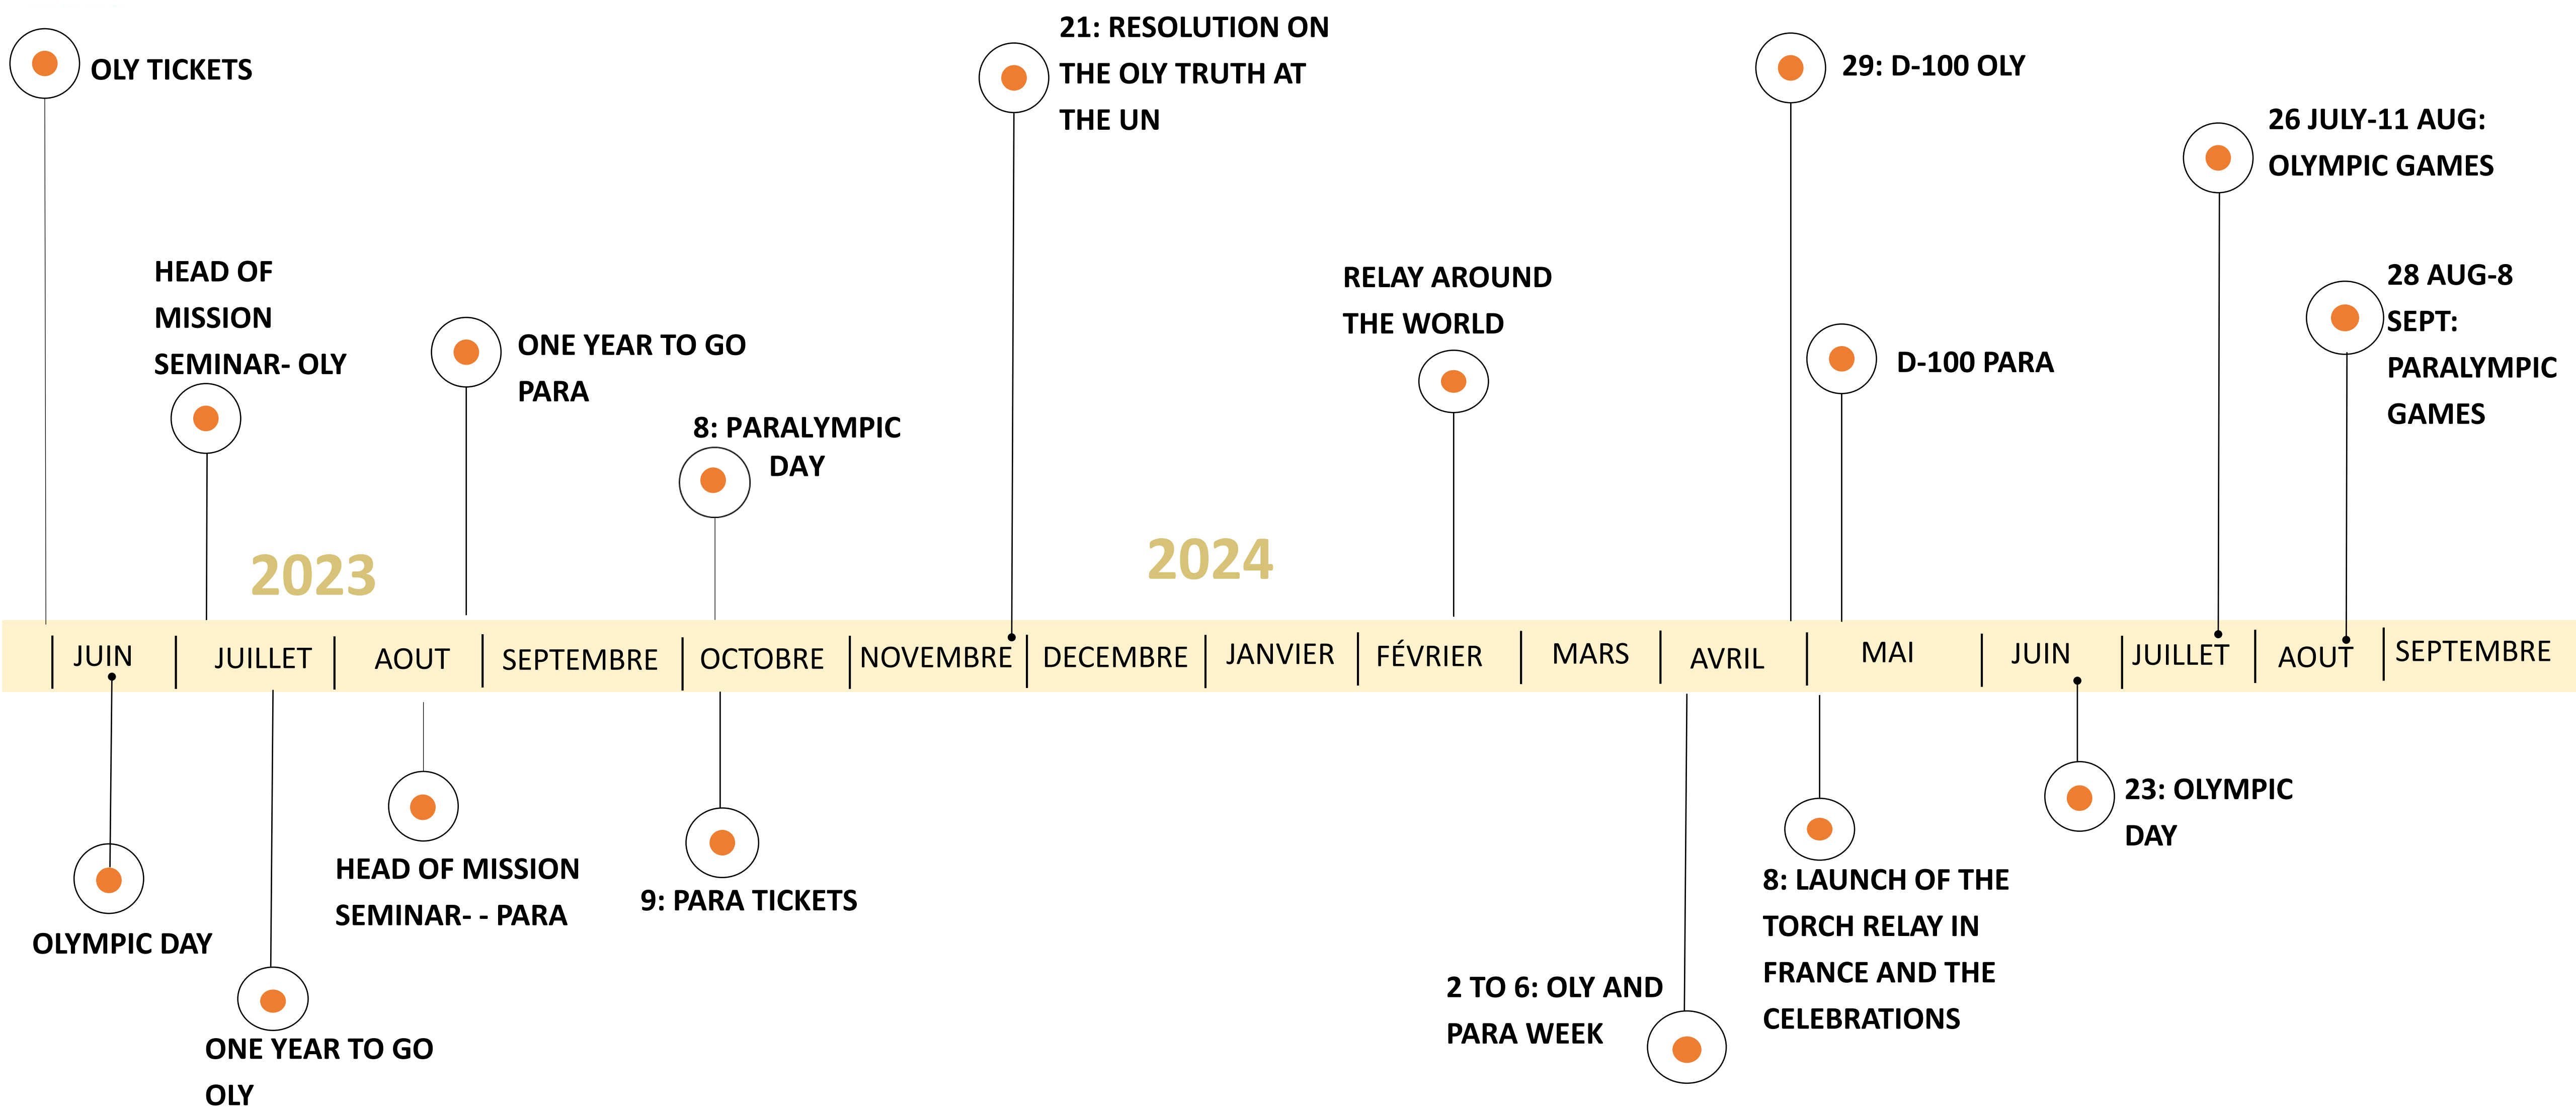 OLY TICKETS
21: RESOLUTION ON
THE OLY TRUTH AT
THE UN
29: D-100 OLY
26 JULY-11 AUG:
OLYMPIC GAMES
HEAD OF
MISSION
SEMINAR- OLY
ONE YEAR TO GO
PARA
8: PARALYMPIC
DAY
RELAY AROUND
THE WORLD
D-100 PARA
28 AUG-8
SEPT:
PARALYMPIC
GAMES
2023
2024
JUIN
JUILLET
AOUT
SEPTEMBRE
OCTOBRE
NOVEMBRE
DECEMBRE
JANVIER
FÉVRIER
MARS
AVRIL
MAI
JUIN
JUILLET
AOUT
SEPTEMBRE
OLYMPIC DAY
ONE YEAR TO GO
OLY
HEAD OF MISSION
SEMINAR- - PARA
9: PARA TICKETS
2 TO 6: OLY AND
PARA WEEK
8: LAUNCH OF THE
TORCH RELAY IN
FRANCE AND THE
CELEBRATIONS
23: OLYMPIC
DAY